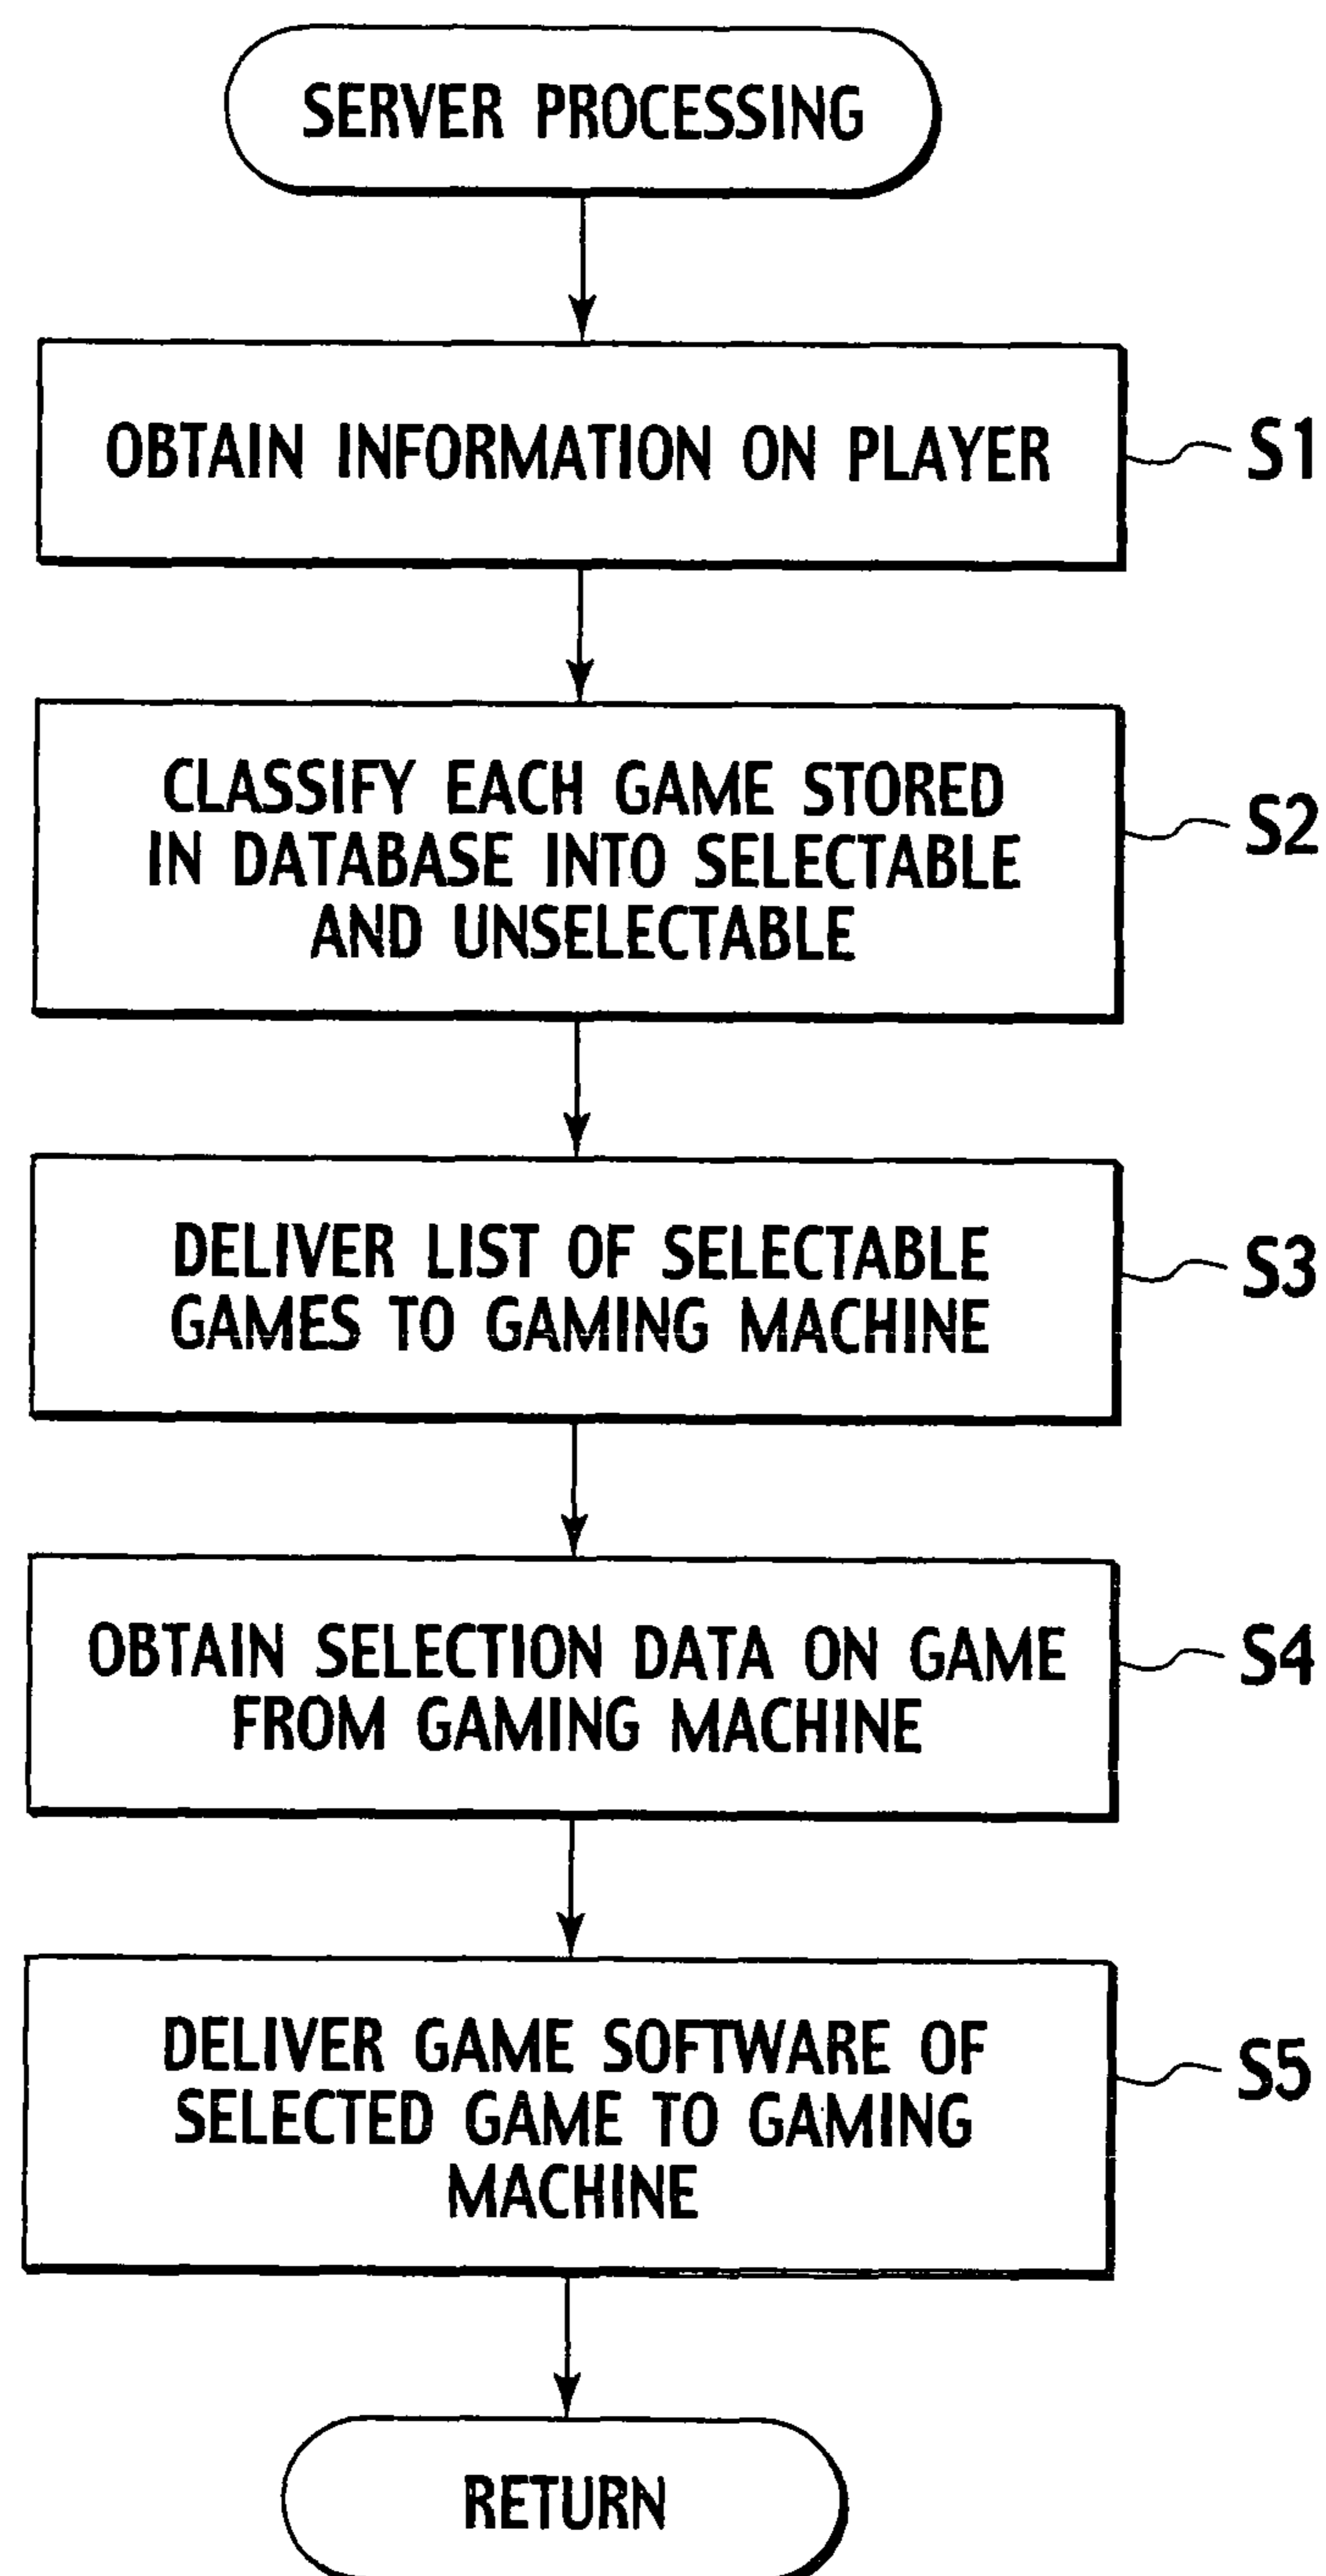 SERVER PROCESSING
OBTAIN INFORMATION ON PLAYER
S1
CLASSIFY EACH GAME STORED
IN DATABASE INTO SELECTABLE
AND UNSELECTABLE
S2
DELIVER LIST OF SELECTABLE
GAMES TO GAMING MACHINE
S3
OBTAIN SELECTION DATA ON GAME
FROM GAMING MACHINE
S4
DELIVER GAME SOFTWARE OF
SELECTED GAME TO GAMING
MACHINE
S5
RETURN